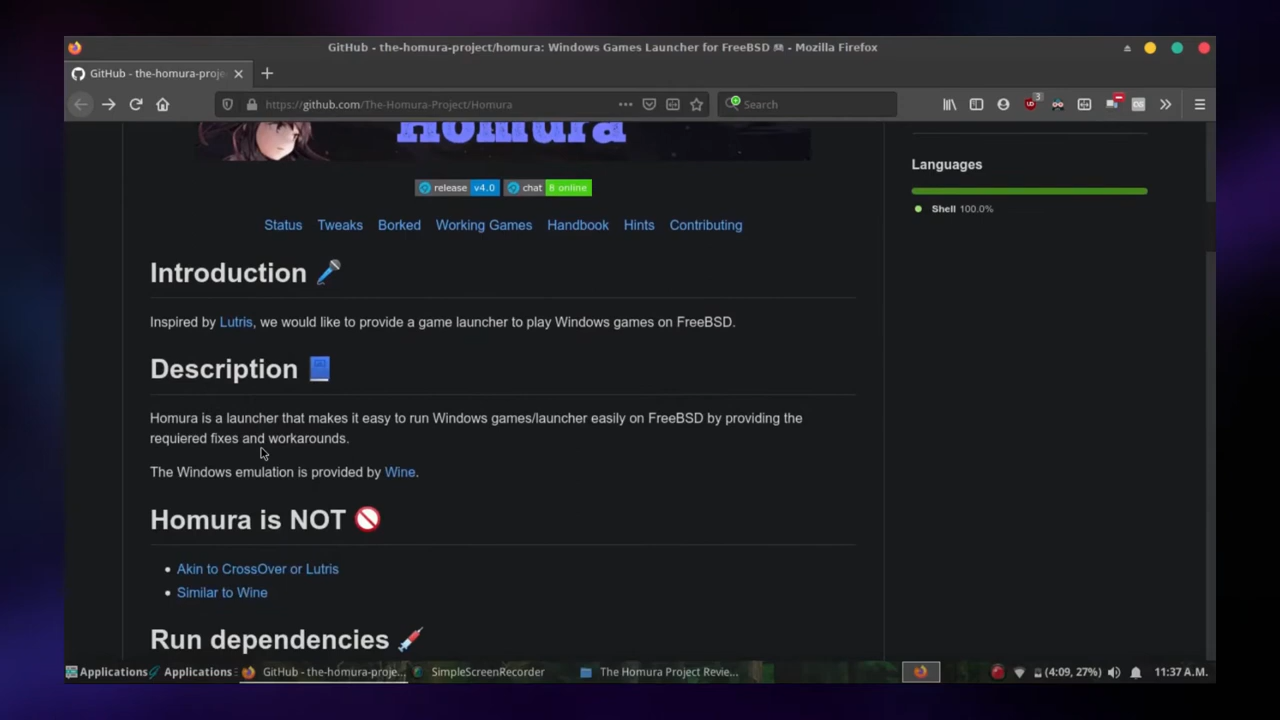 GitHub - the-homura-project/homura: Windows Games Launcher for FreeBSD 🎮 - Mozilla Firefox
GitHub - the-homura-proje
https://github.com/The-Homura-Project/Homura
Search
3
Homura
release v4.0 chat 8 online
Status Tweaks Borked Working Games Handbook Hints Contributing
Languages
Shell 100.0%
Introduction 🎤
Inspired by Lutris, we would like to provide a game launcher to play Windows games on FreeBSD.
Description 📘
Homura is a launcher that makes it easy to run Windows games/launcher easily on FreeBSD by providing the
requiered fixes and workarounds.
The Windows emulation is provided by Wine.
Homura is NOT 🚫
• Akin to CrossOver or Lutris
• Similar to Wine
Run dependencies 💉
Applications Applications GitHub - the-homura-proje... SimpleScreenRecorder The Homura Project Revie... (4:09, 27%) 11:37 A.M.